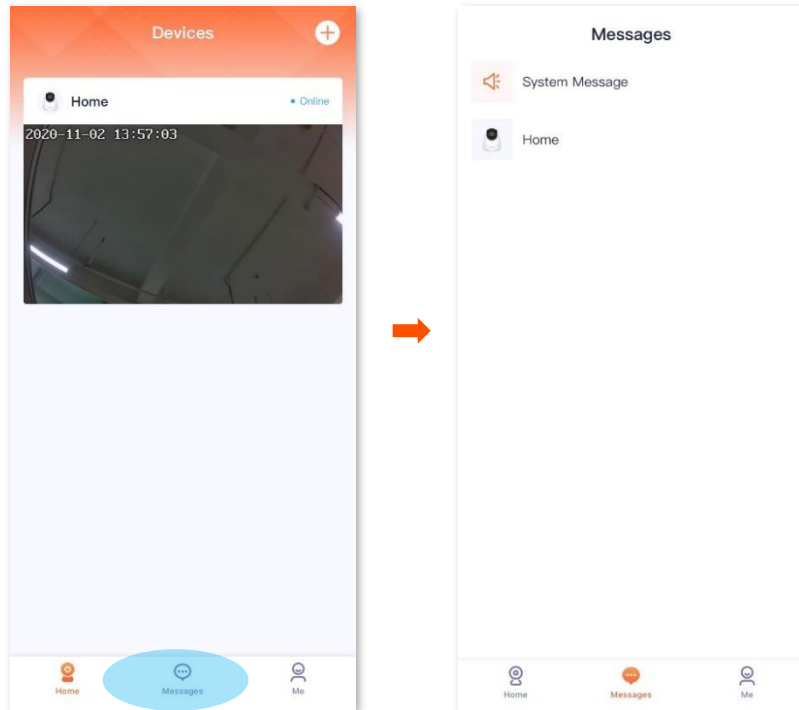 Devices
Home
• Online
2020-11-02 13:57:03
Home
Messages
Me
Messages
System Message
Home
Home
Messages
Me